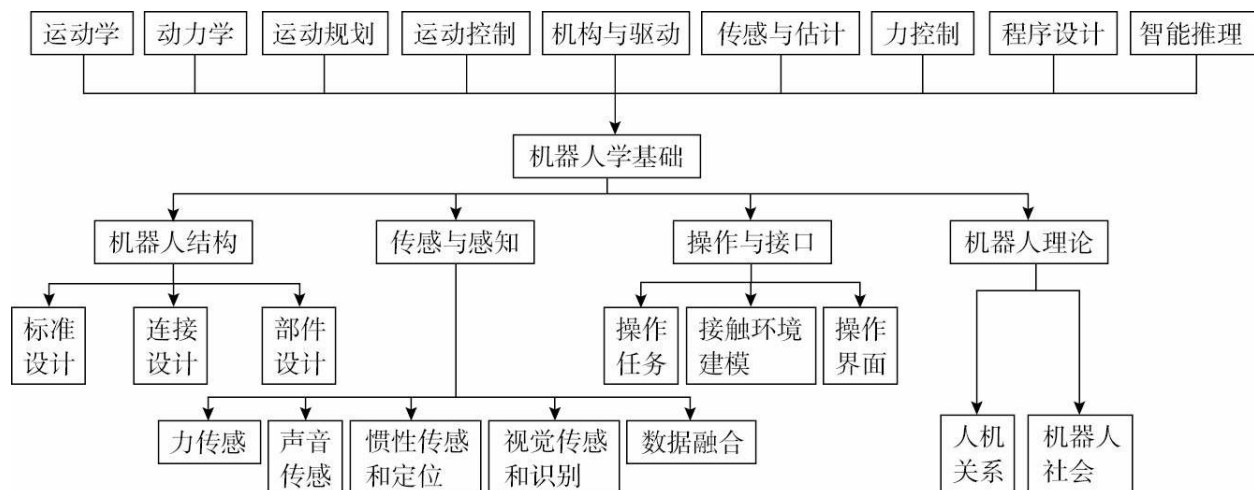 运动学
动力学
运动规划
运动控制
机构与驱动
传感与估计
力控制
程序设计
智能推理
机器人学基础
机器人结构
传感与感知
操作与接口
机器人理论
标准
设计
连接
设计
部件
设计
操作
任务
接触环境
建模
操作
界面
力传感
声音
传感
惯性传感
和定位
视觉传感
和识别
数据融合
人机
关系
机器人
社会